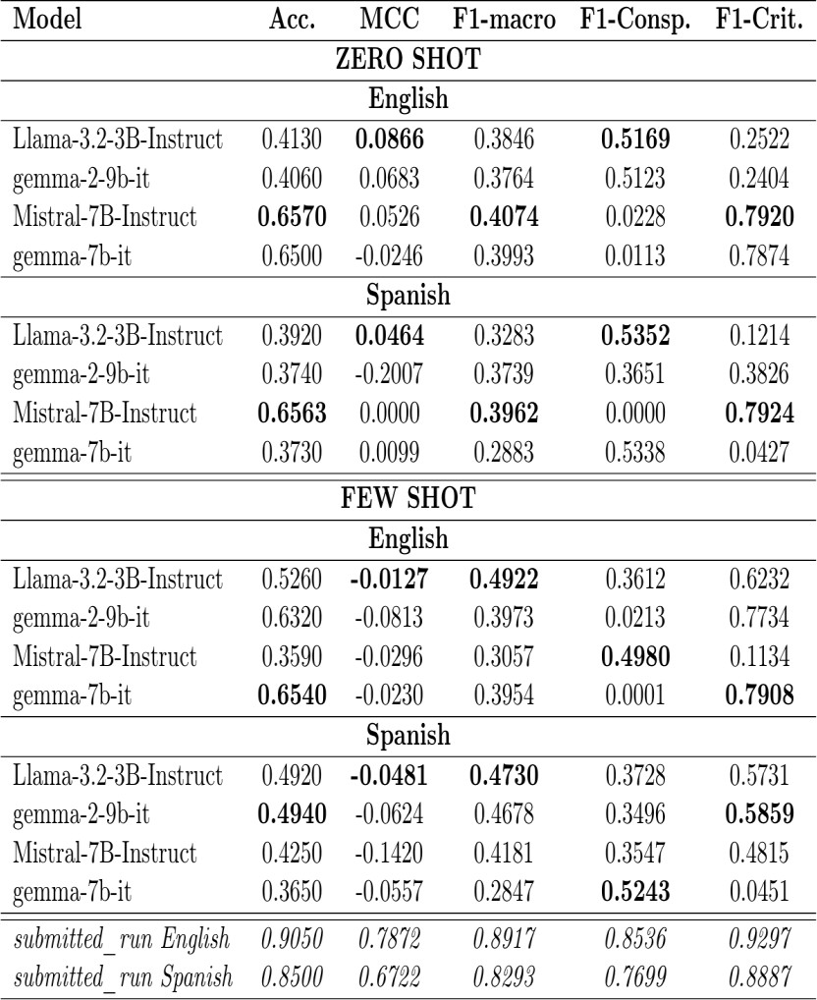 Model Acc. MCC F1-macro F1-Consp. F1-Crit.
ZERO SHOT
English
Llama-3.2-3B-Instruct 0.4130 0.0866 0.3846 0.5169 0.2522
gemma-2-9b-it 0.4060 0.0683 0.3764 0.5123 0.2404
Mistral-7B-Instruct 0.6570 0.0526 0.4074 0.0228 0.7920
gemma-7b-it 0.6500 -0.0246 0.3993 0.0113 0.7874
Spanish
Llama-3.2-3B-Instruct 0.3920 0.0464 0.3283 0.5352 0.1214
gemma-2-9b-it 0.3740 -0.2007 0.3739 0.3651 0.3826
Mistral-7B-Instruct 0.6563 0.0000 0.3962 0.0000 0.7924
gemma-7b-it 0.3730 0.0099 0.2883 0.5338 0.0427
FEW SHOT
English
Llama-3.2-3B-Instruct 0.5260 -0.0127 0.4922 0.3612 0.6232
gemma-2-9b-it 0.6320 -0.0813 0.3973 0.0213 0.7734
Mistral-7B-Instruct 0.3590 -0.0296 0.3057 0.4980 0.1134
gemma-7b-it 0.6540 -0.0230 0.3954 0.0001 0.7908
Spanish
Llama-3.2-3B-Instruct 0.4920 -0.0481 0.4730 0.3728 0.5731
gemma-2-9b-it 0.4940 -0.0624 0.4678 0.3496 0.5859
Mistral-7B-Instruct 0.4250 -0.1420 0.4181 0.3547 0.4815
gemma-7b-it 0.3650 -0.0557 0.2847 0.5243 0.0451
submitted_run English 0.9050 0.7872 0.8917 0.8536 0.9297
submitted_run Spanish 0.8500 0.6722 0.8293 0.7699 0.8887